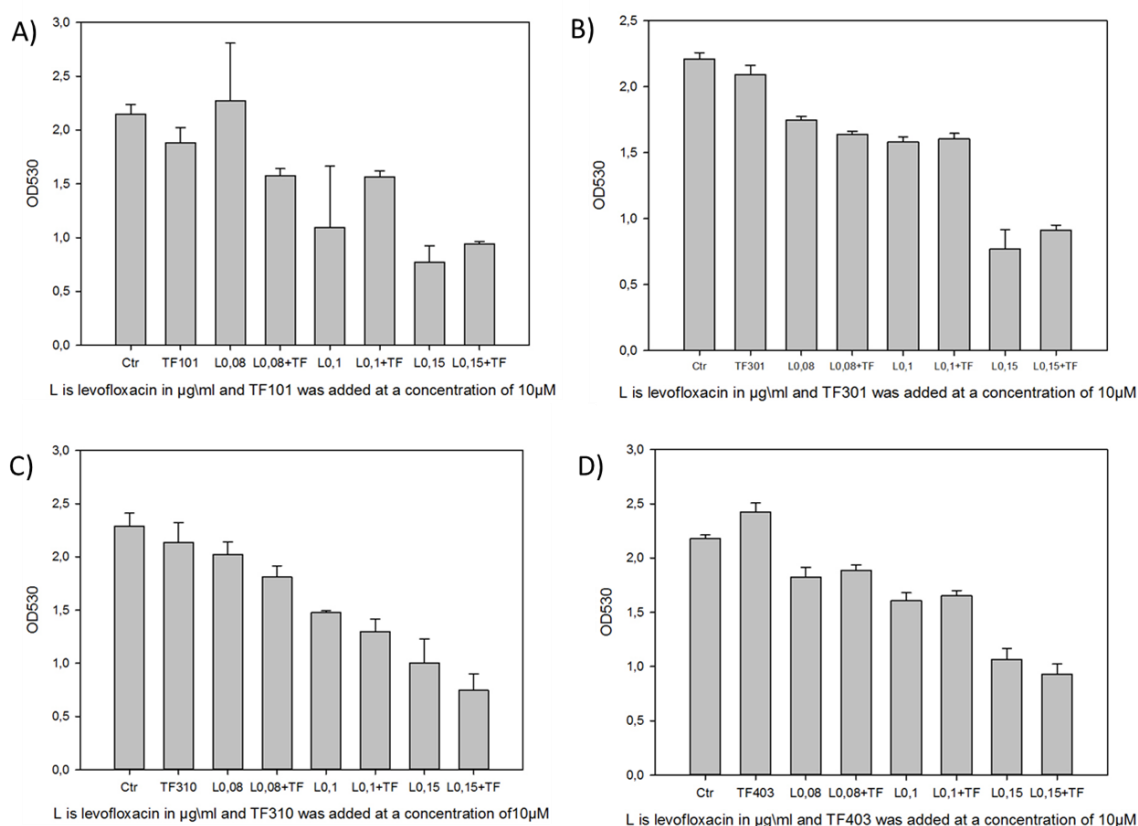 A)
3,0
2,5
2,0
1,5
1,0
0,5
0,0
OD530
Ctr TF101 L0,08 L0,08+TF L0,1 L0,1+TF L0,15 L0,15+TF
L is levofloxacin in µg\ml and TF101 was added at a concentration of 10µM
B)
2,5
2,0
1,5
1,0
0,5
0,0
OD530
Ctr TF301 L0,08 L0,08+TF L0,1 L0,1+TF L0,15 L0,15+TF
L is levofloxacin in µg\ml and TF301 was added at a concentration of 10µM
C)
3,0
2,5
2,0
1,5
1,0
0,5
0,0
OD530
Ctr TF310 L0,08 L0,08+TF L0,1 L0,1+TF L0,15 L0,15+TF
L is levofloxacin in µg\ml and TF310 was added at a concentration of10µM
D)
3,0
2,5
2,0
1,5
1,0
0,5
0,0
OD530
Ctr TF403 L0,08 L0,08+TF L0,1 L0,1+TF L0,15 L0,15+TF
L is levofloxacin in µg\ml and TF403 was added at a concentration of 10µM